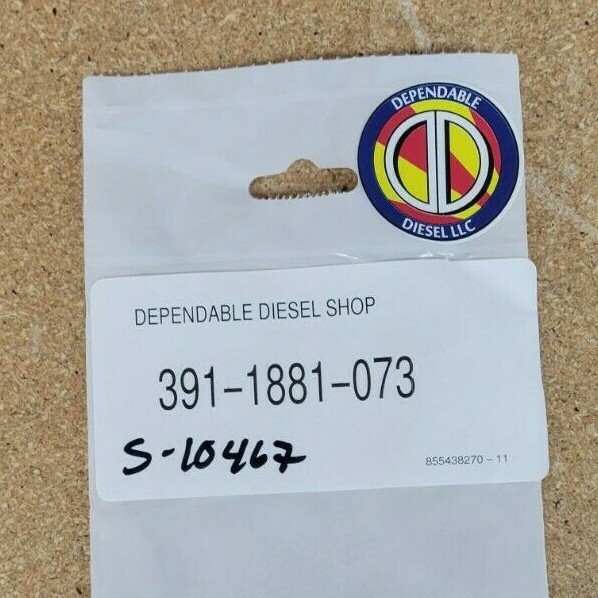 DEPENDABLE
DIESEL LLC
DEPENDABLE DIESEL SHOP
391-1881-073
S-10467
855438270 - 11